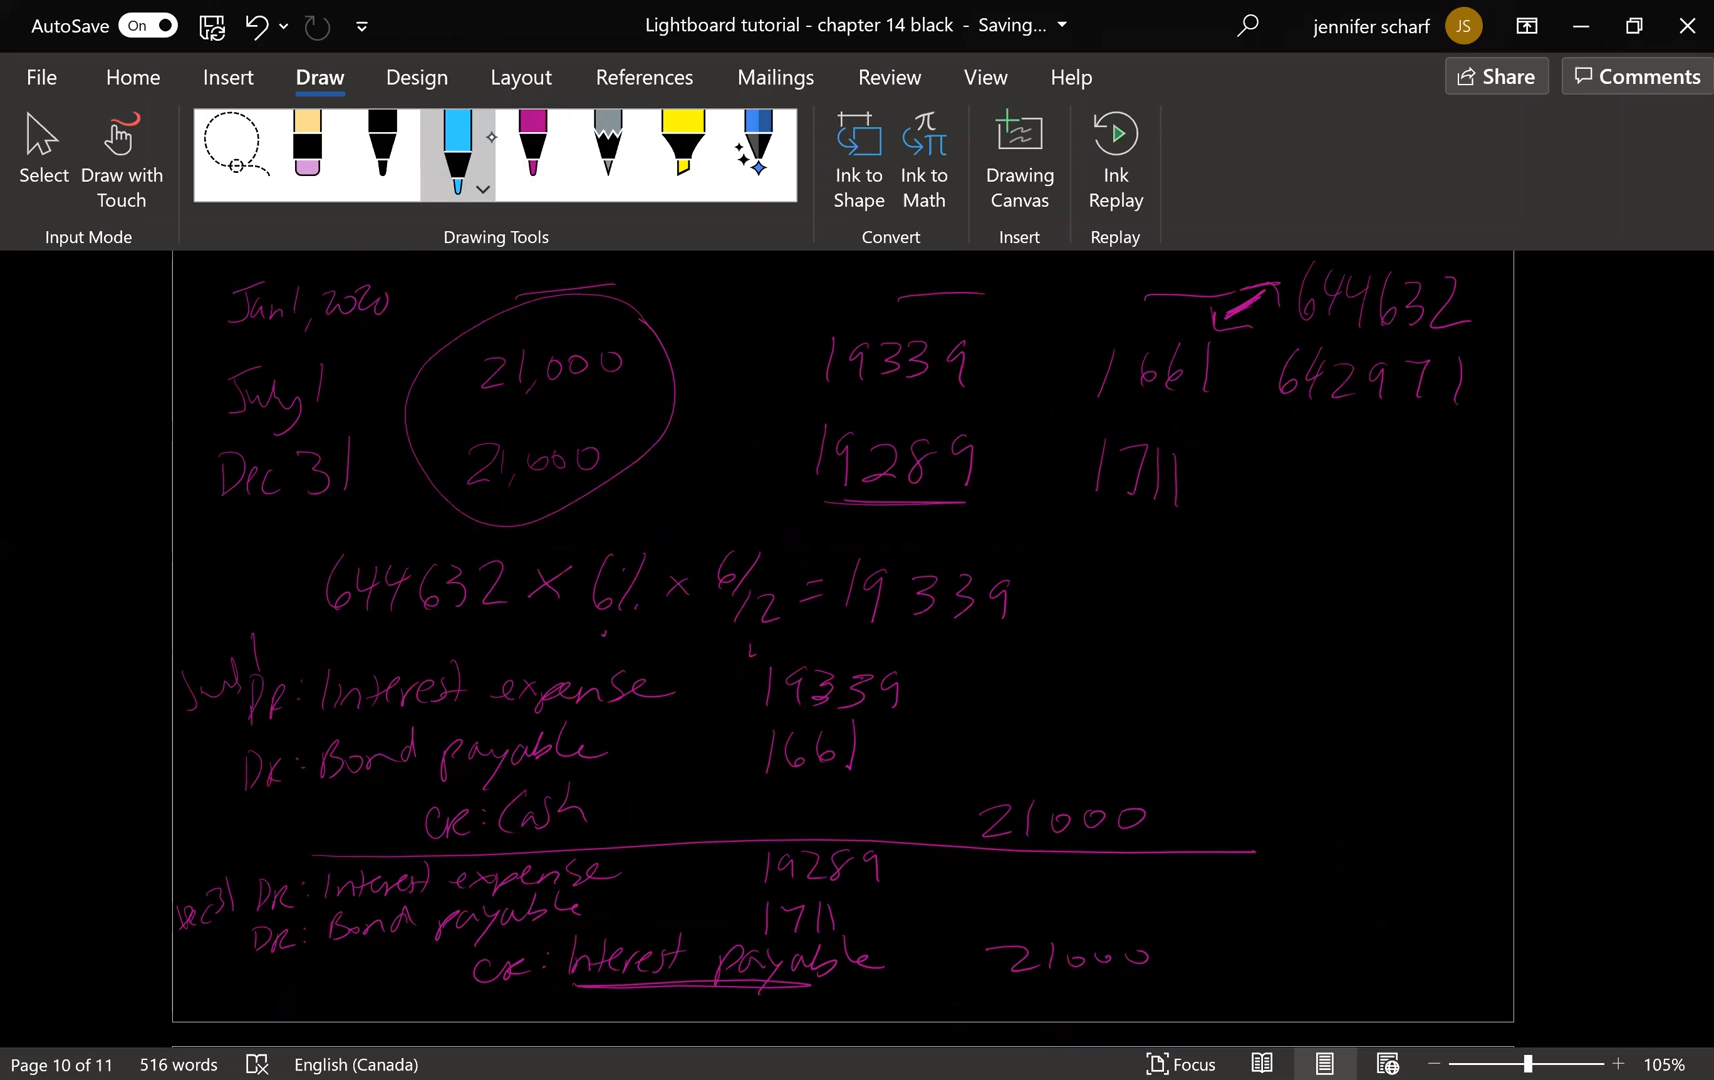 AutoSave On Lightboard tutorial - chapter 14 black - Saving... jennifer scharf JS
File Home Insert Draw Design Layout References Mailings Review View Help Share Comments
Select Draw with Touch Ink to Shape Ink to Math Drawing Canvas Ink Replay
Input Mode Drawing Tools Convert Insert Replay
Jan 1, 2020 644632
July 1 21,000 19339 1661 642971
Dec 31 21,000 19289 1711
644632 × 6% × 6/12 = 19339
July 1 DR: Interest expense 19339
DR: Bond payable 1661
CR: Cash 21000
Dec 31 DR: Interest expense 19289
DR: Bond payable 1711
CR: Interest payable 21000
Page 10 of 11 516 words English (Canada) Focus 105%